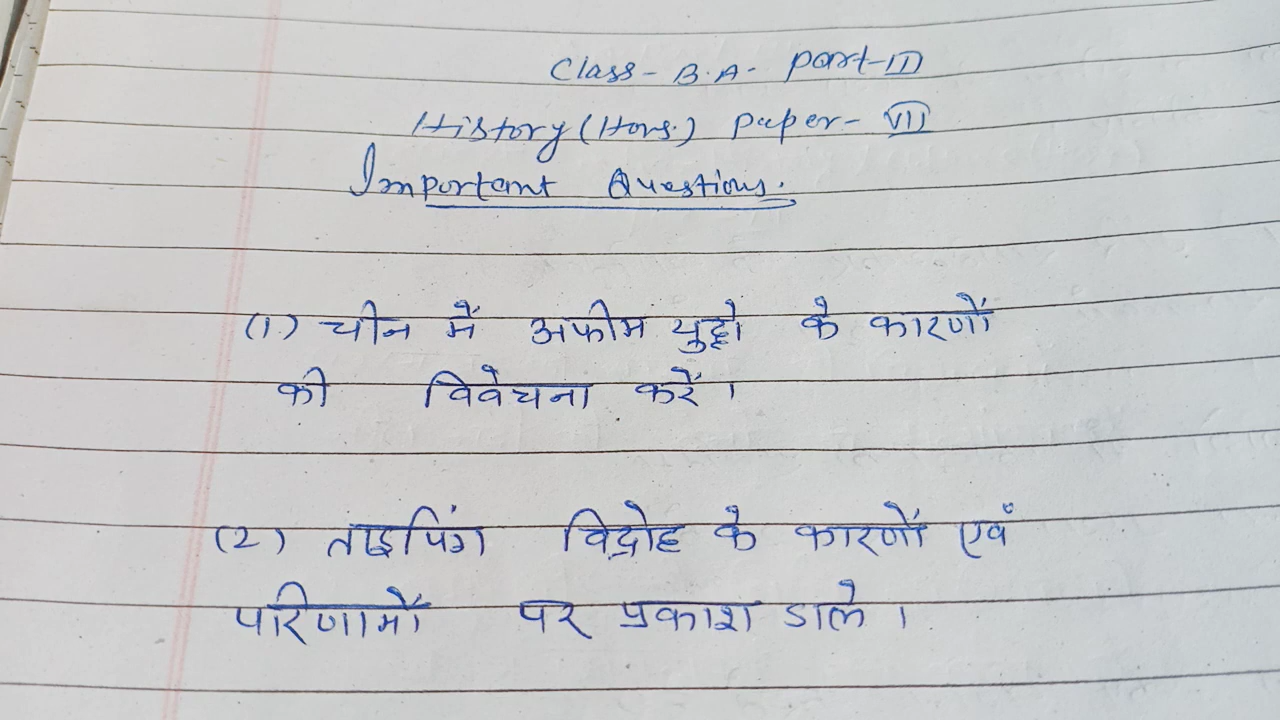 Class - B.A. Part-III
History (Hons.) Paper- VII
Important Questions.
(1) चीन में अफीम युद्दो के कारणों
की विवेचना करें ।
(2) ताइपिंग विद्रोह के कारणों एवं
परिणामों पर प्रकाश डाले ।